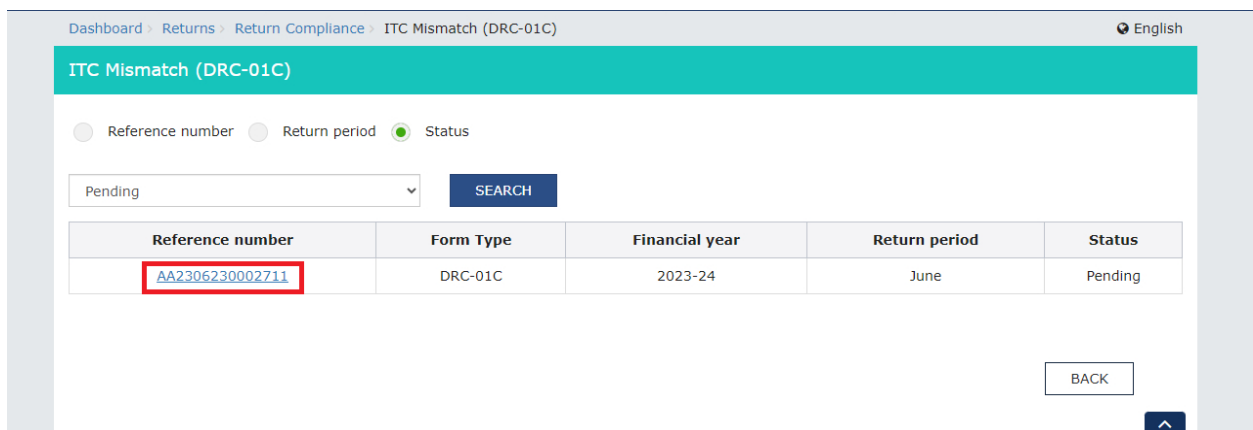 Dashboard > Returns > Return Compliance > ITC Mismatch (DRC-01C) English
ITC Mismatch (DRC-01C)
Reference number Return period Status
Pending SEARCH
Reference number Form Type Financial year Return period Status
AA2306230002711 DRC-01C 2023-24 June Pending
BACK